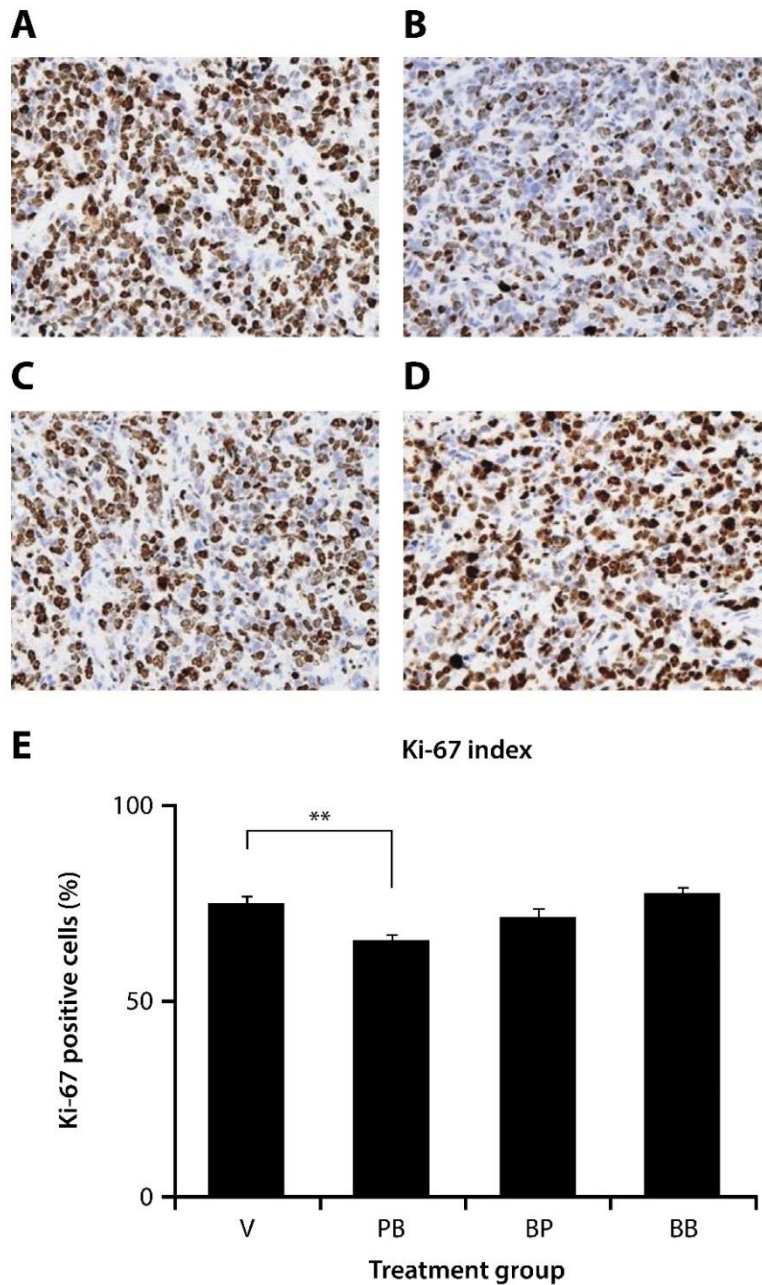 A
B
C
D
E
Ki-67 index
100
**
50
0
Ki-67 positive cells (%)
V PB BP BB
Treatment group